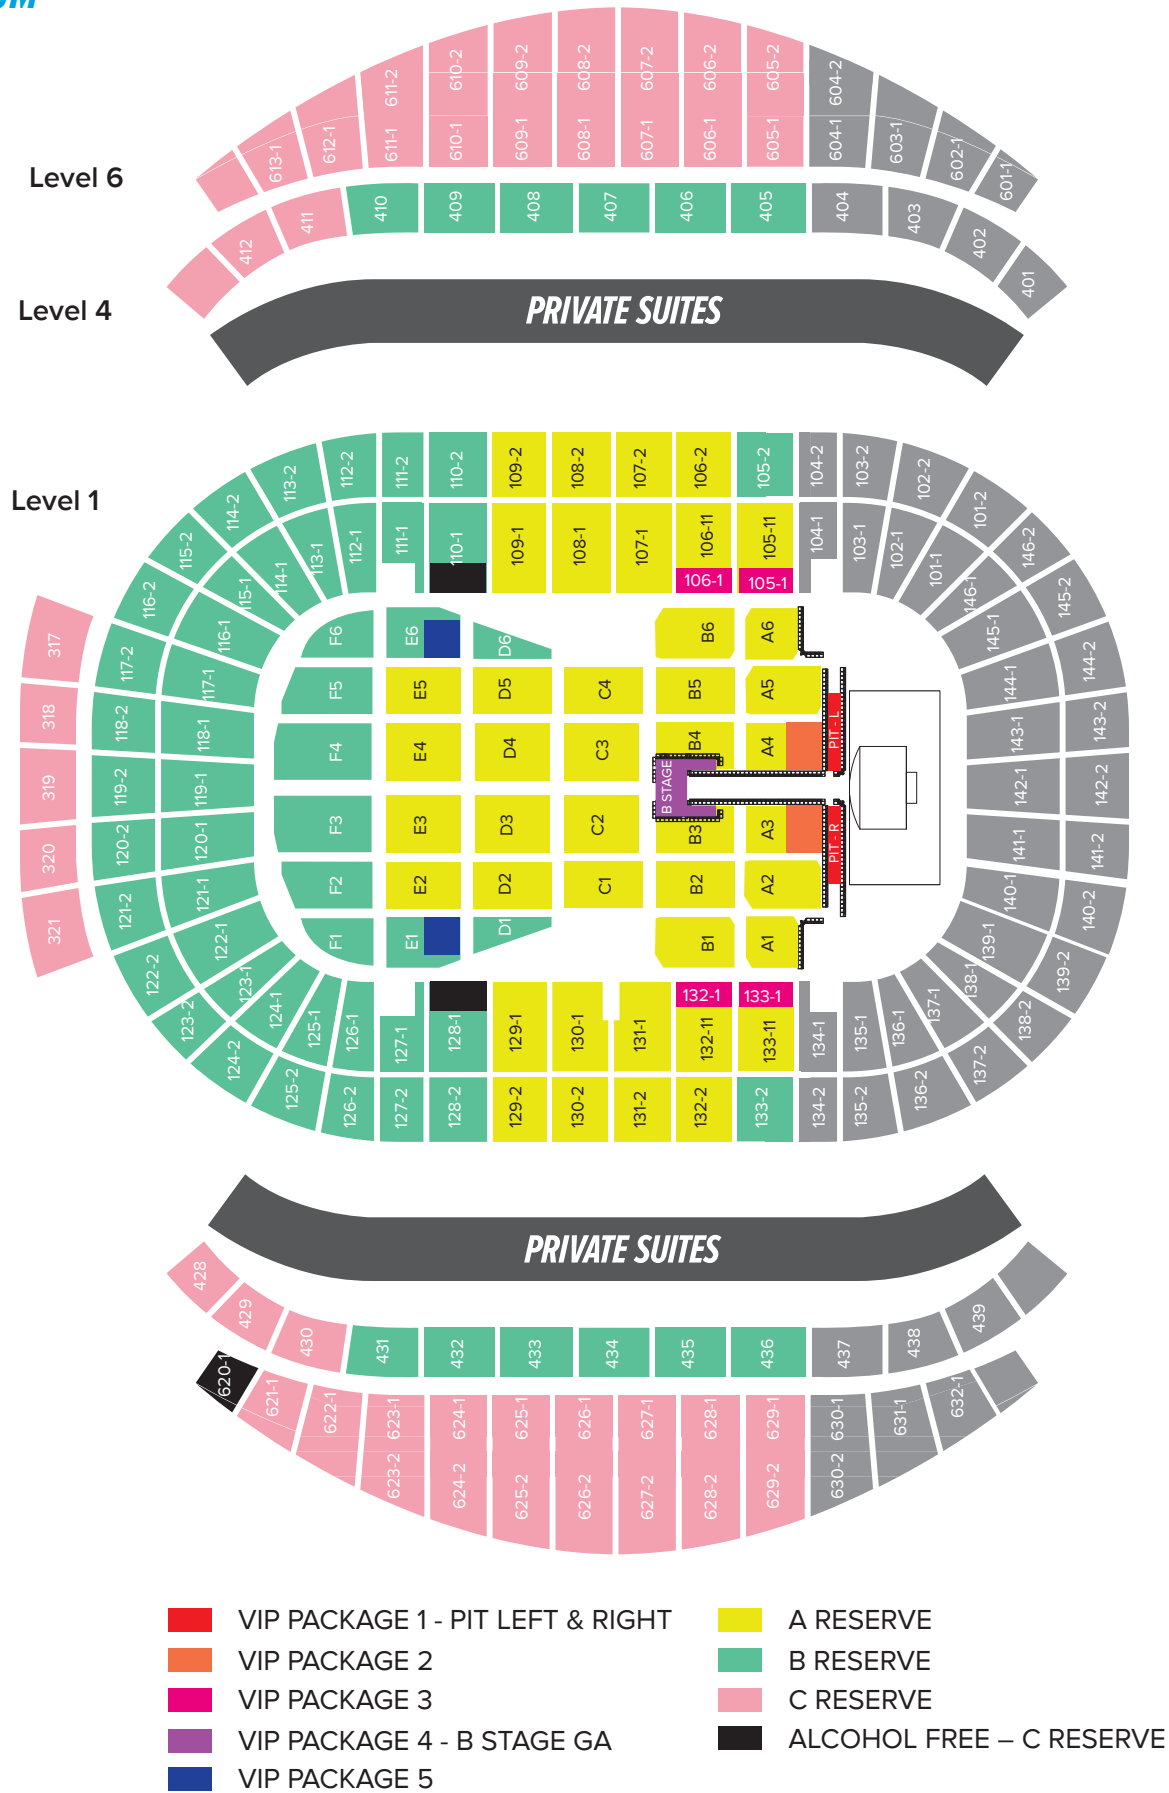 611-2 610-2 609-2 608-2 607-2 606-2 605-2 604-2
613-1 612-1 611-1 610-1 609-1 608-1 607-1 606-1 605-1 604-1 603-1 602-1 601-1
Level 6
412 411 410 409 408 407 406 405 404 403 402 401
Level 4
PRIVATE SUITES
Level 1
116-2 115-2 114-2 113-2 112-2 111-2 110-2 109-2 108-2 107-2 106-2 105-2 104-2 103-2 102-2 101-2 146-2 145-2
116-1 115-1 114-1 113-1 112-1 111-1 110-1 109-1 108-1 107-1 106-11 105-11 104-1 103-1 102-1 101-1 146-1 145-1
106-1 105-1
F6 E6 D6 B6 A6
317 117-2 117-1 F5 E5 D5 C4 B5 A5 144-1 144-2
318 118-2 118-1 F4 E4 D4 C3 B4 A4 PIT - L 143-1 143-2
319 119-2 119-1 B STAGE 142-1 142-2
320 120-2 120-1 F3 E3 D3 C2 B3 A3 PIT - R 141-1 141-2
321 121-2 121-1 F2 E2 D2 C1 B2 A2 140-1 140-2
F1 E1 D1 B1 A1
132-1 133-1
122-1 123-1 124-1 125-1 126-1 127-1 128-1 129-1 130-1 131-1 132-11 133-11 134-1 135-1 136-1 137-1 138-1 139-1
122-2 123-2 124-2 125-2 126-2 127-2 128-2 129-2 130-2 131-2 132-2 133-2 134-2 135-2 136-2 137-2 138-2 139-2
PRIVATE SUITES
428 429 430 431 432 433 434 435 436 437 438 439
620-1 621-1 622-1 623-1 624-1 625-1 626-1 627-1 628-1 629-1 630-1 631-1 632-1
623-2 624-2 625-2 626-2 627-2 628-2 629-2 630-2
VIP PACKAGE 1 - PIT LEFT & RIGHT
VIP PACKAGE 2
VIP PACKAGE 3
VIP PACKAGE 4 - B STAGE GA
VIP PACKAGE 5
A RESERVE
B RESERVE
C RESERVE
ALCOHOL FREE – C RESERVE